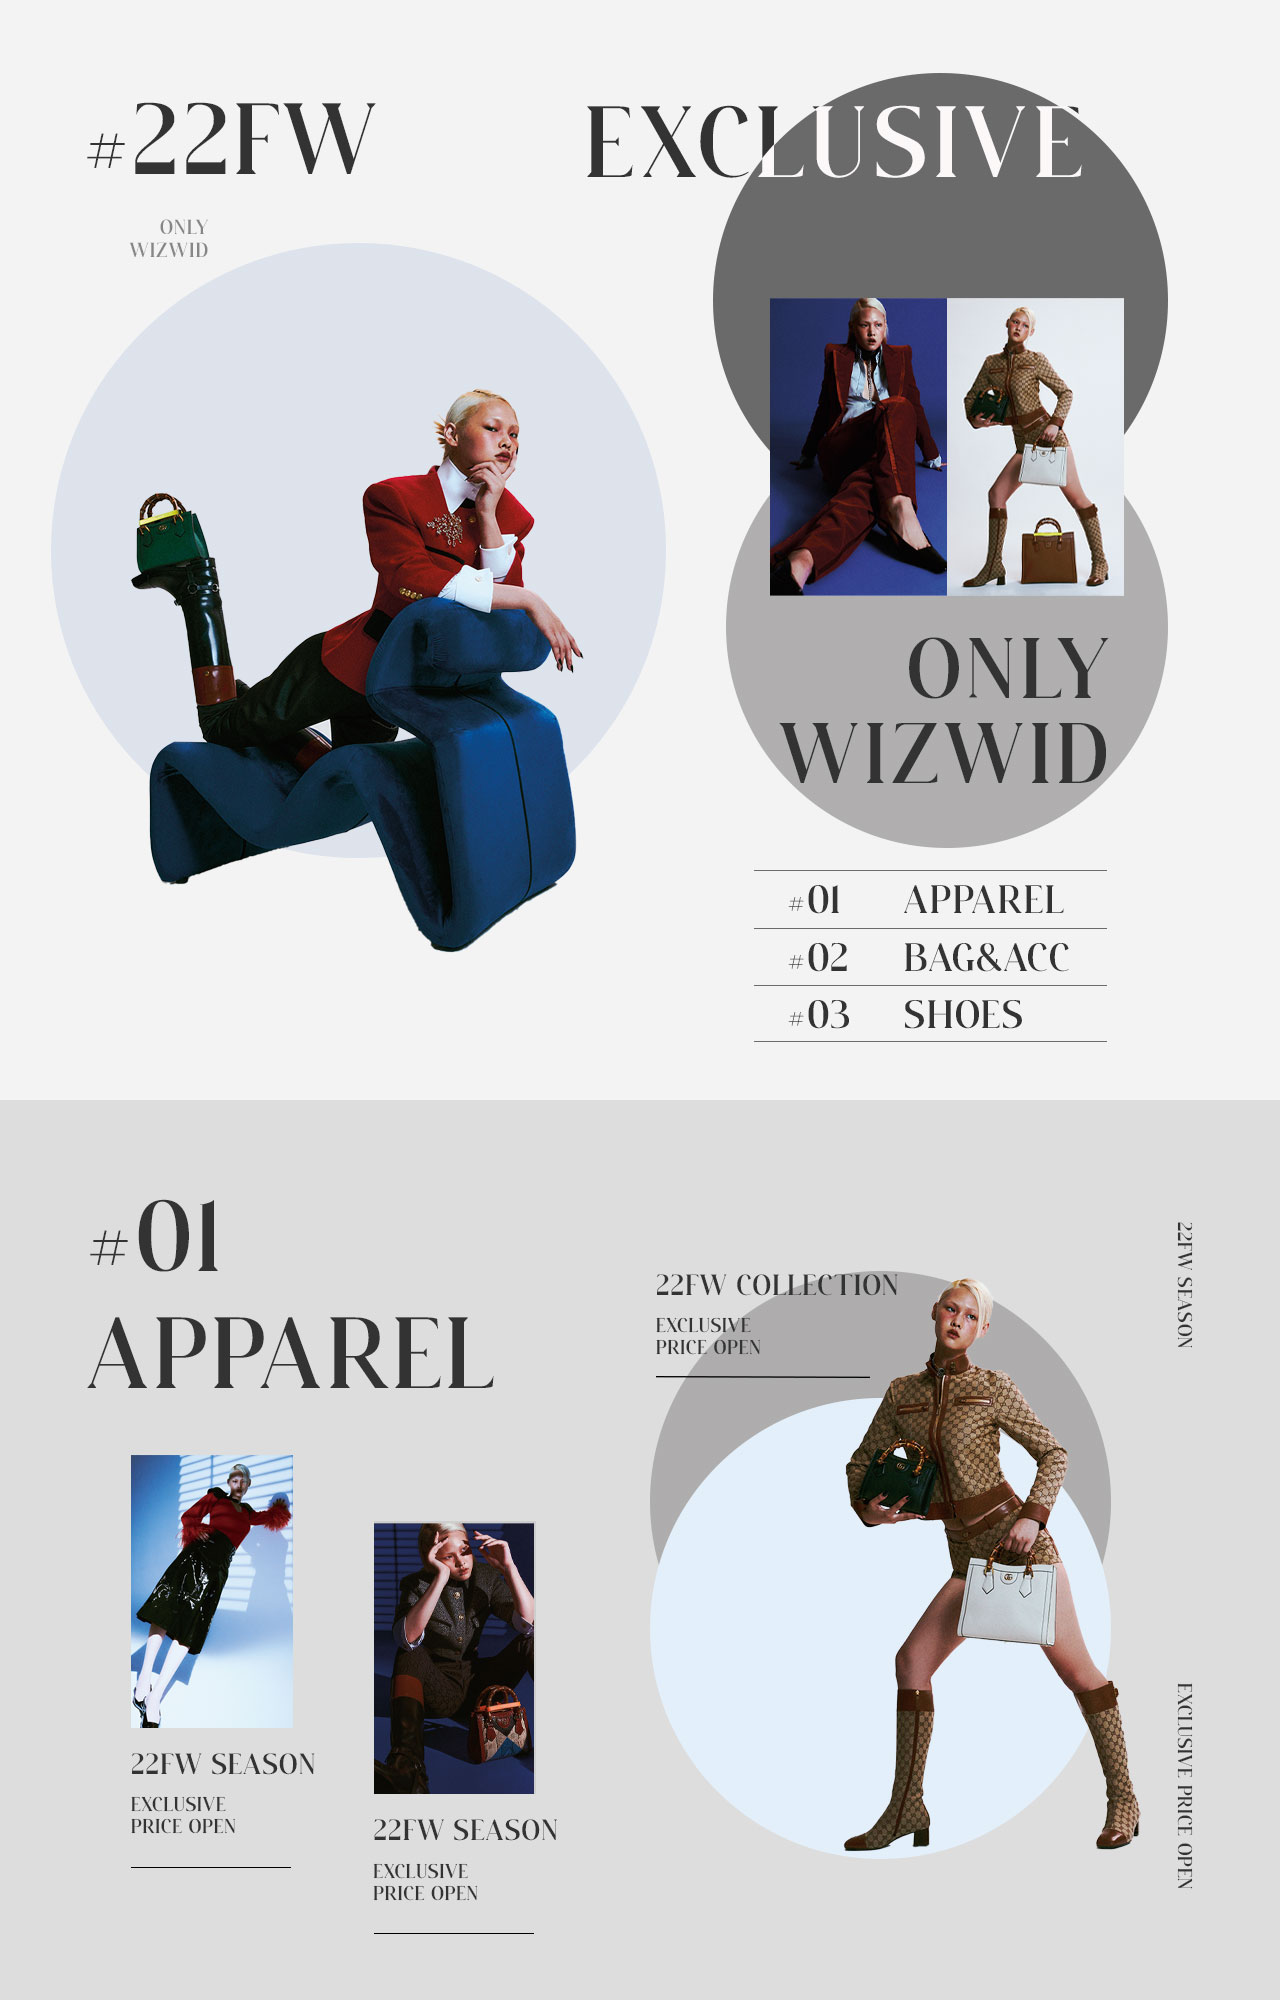 #22FW
EXCLUSIVE
ONLY
WIZWID
ONLY
WIZWID
#01 APPAREL
#02 BAG&ACC
#03 SHOES
#01
APPAREL
22FW COLLECTION
EXCLUSIVE
PRICE OPEN
22FW SEASON
EXCLUSIVE PRICE OPEN
22FW SEASON
EXCLUSIVE
PRICE OPEN
22FW SEASON
EXCLUSIVE
PRICE OPEN